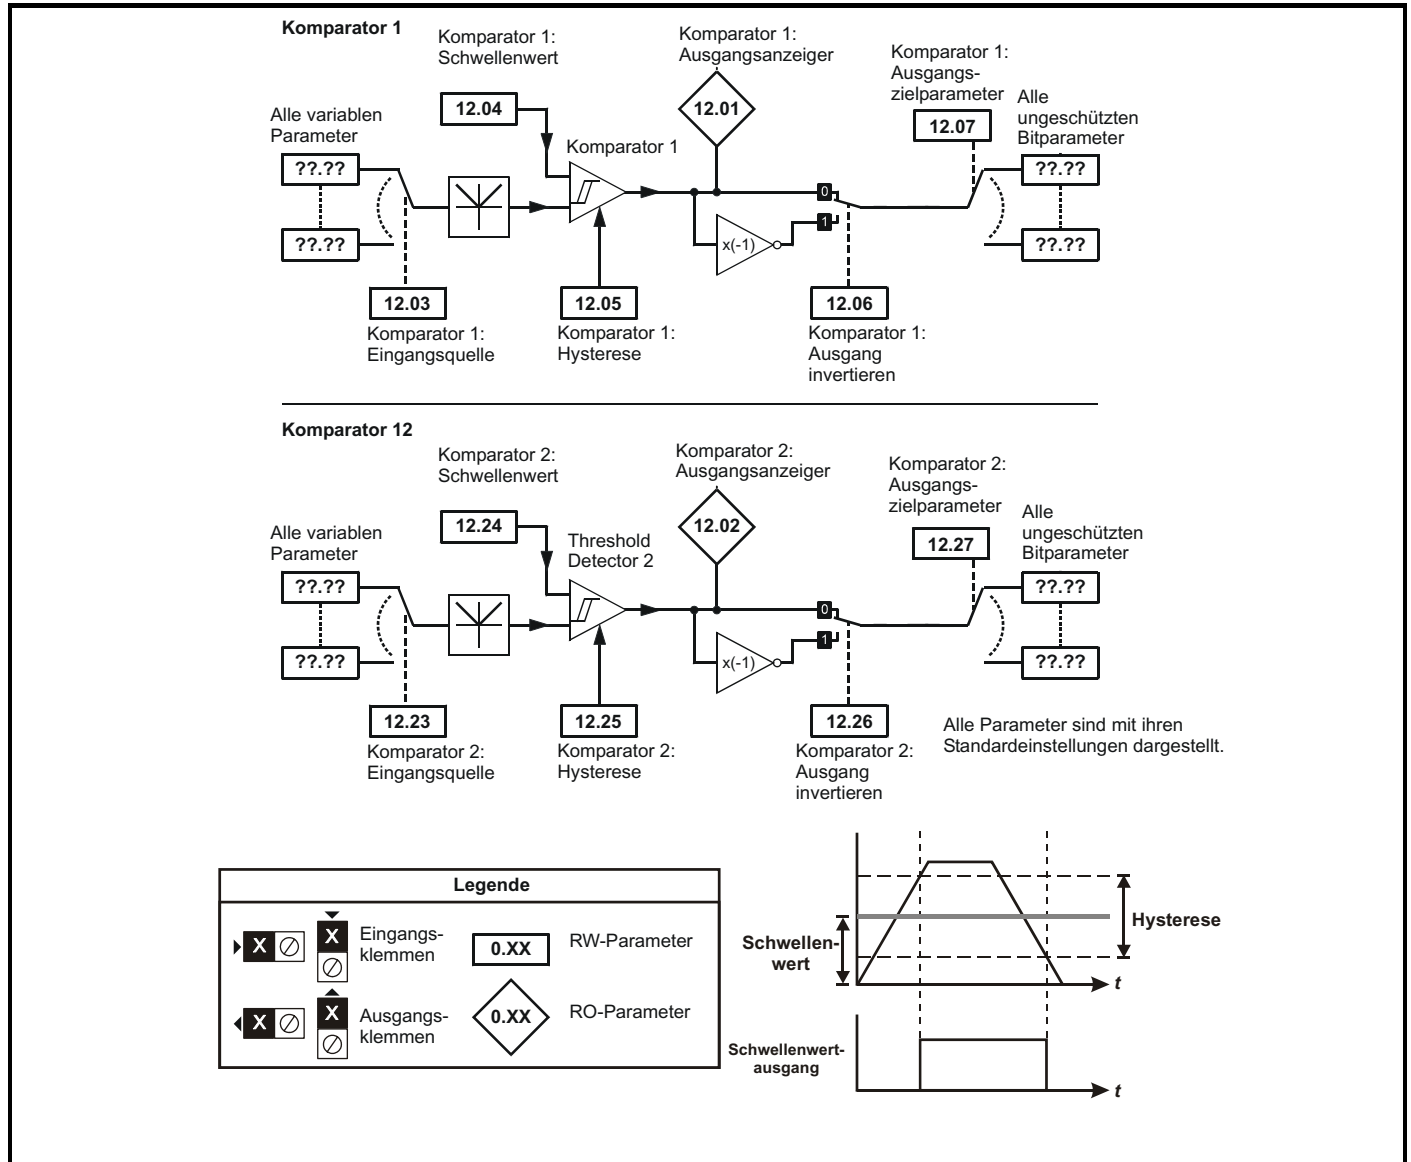 Komparator 1
Komparator 1:
Schwellenwert
Komparator 1:
Ausgangsanzeiger
Komparator 1:
Ausgangs-
zielparameter
Alle variablen
Parameter
Alle
ungeschützten
Bitparameter
12.04
12.01
12.07
Komparator 1
??.??
??.??
0
1
x(-1)
??.??
??.??
12.03
12.05
12.06
Komparator 1:
Eingangsquelle
Komparator 1:
Hysterese
Komparator 1:
Ausgang
invertieren
Komparator 12
Komparator 2:
Schwellenwert
Komparator 2:
Ausgangsanzeiger
Komparator 2:
Ausgangs-
zielparameter
Alle variablen
Parameter
Alle
ungeschützten
Bitparameter
12.24
12.02
12.27
Threshold
Detector 2
??.??
??.??
0
1
x(-1)
??.??
??.??
12.23
12.25
12.26
Komparator 2:
Eingangsquelle
Komparator 2:
Hysterese
Komparator 2:
Ausgang
invertieren
Alle Parameter sind mit ihren
Standardeinstellungen dargestellt.
Legende
X
X
Eingangs-
klemmen
0.XX
RW-Parameter
X
X
Ausgangs-
klemmen
0.XX
RO-Parameter
Schwellen-
wert
Hysterese
t
Schwellenwert-
ausgang
t